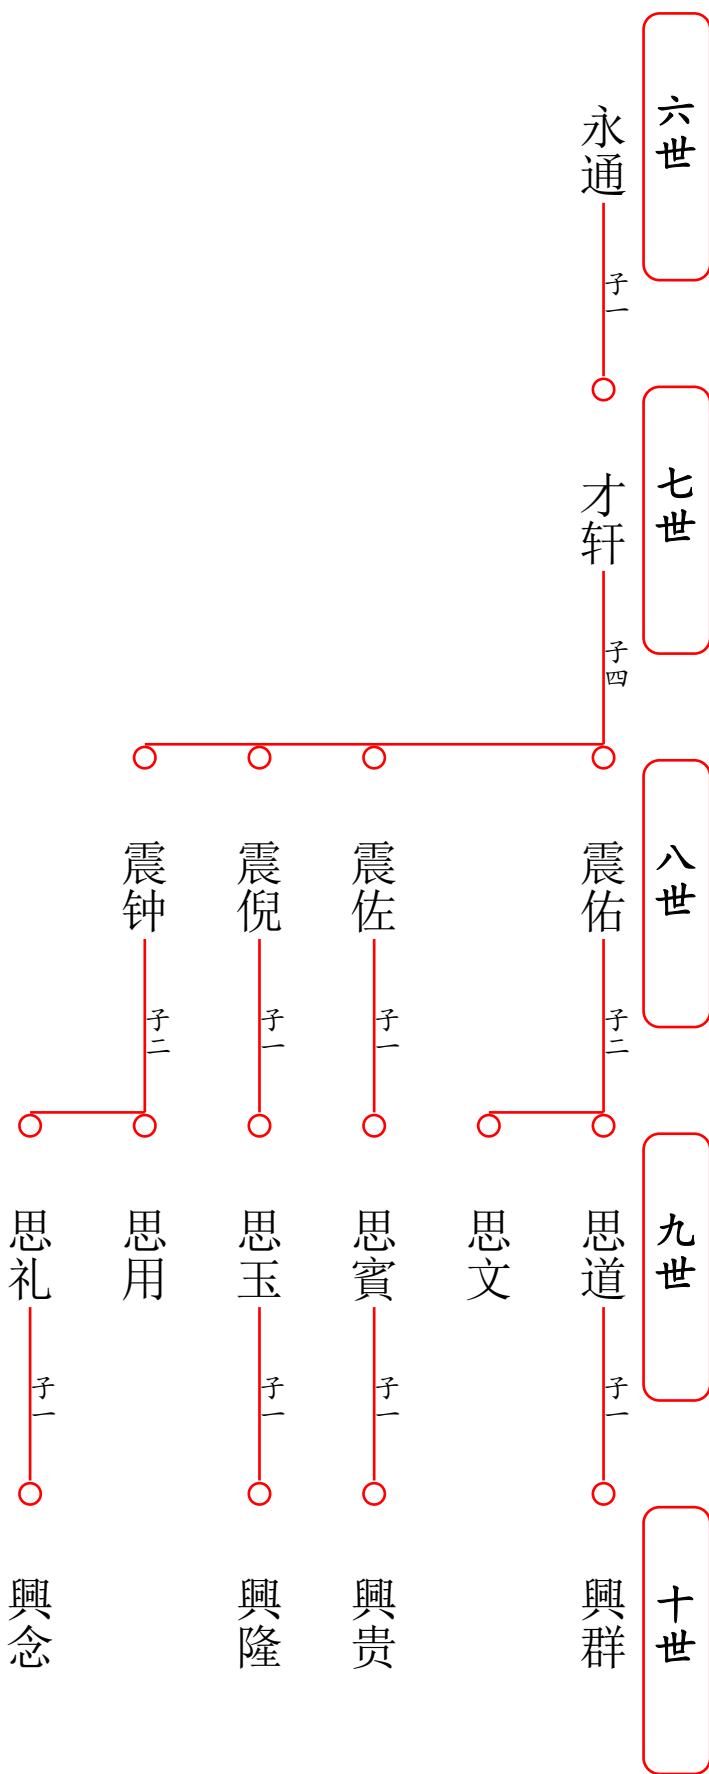 六世
永通
子一
七世
才轩
子四
八世
震佑
震佐
震倪
震钟
子二
子一
子一
子二
九世
思道
思文
思賓
思玉
思用
思礼
子一
子一
子一
子一
十世
興群
興贵
興隆
興念